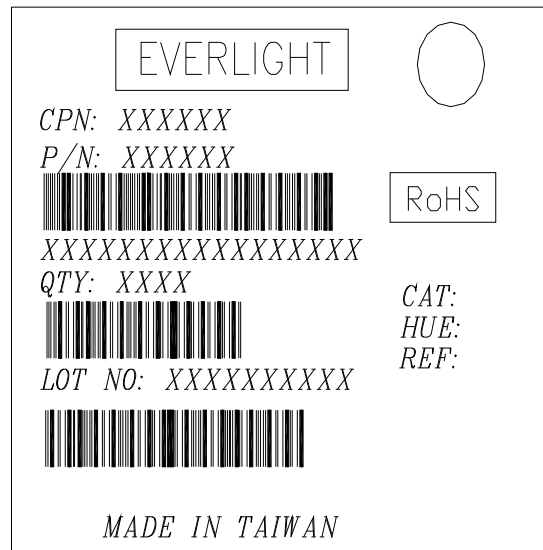 EVERLIGHT
CPN: XXXXXX
P/N: XXXXXX
RoHS
XXXXXXXXXXXXXXXXX
QTY: XXXX
CAT:
HUE:
REF:
LOT NO: XXXXXXXXXX
MADE IN TAIWAN